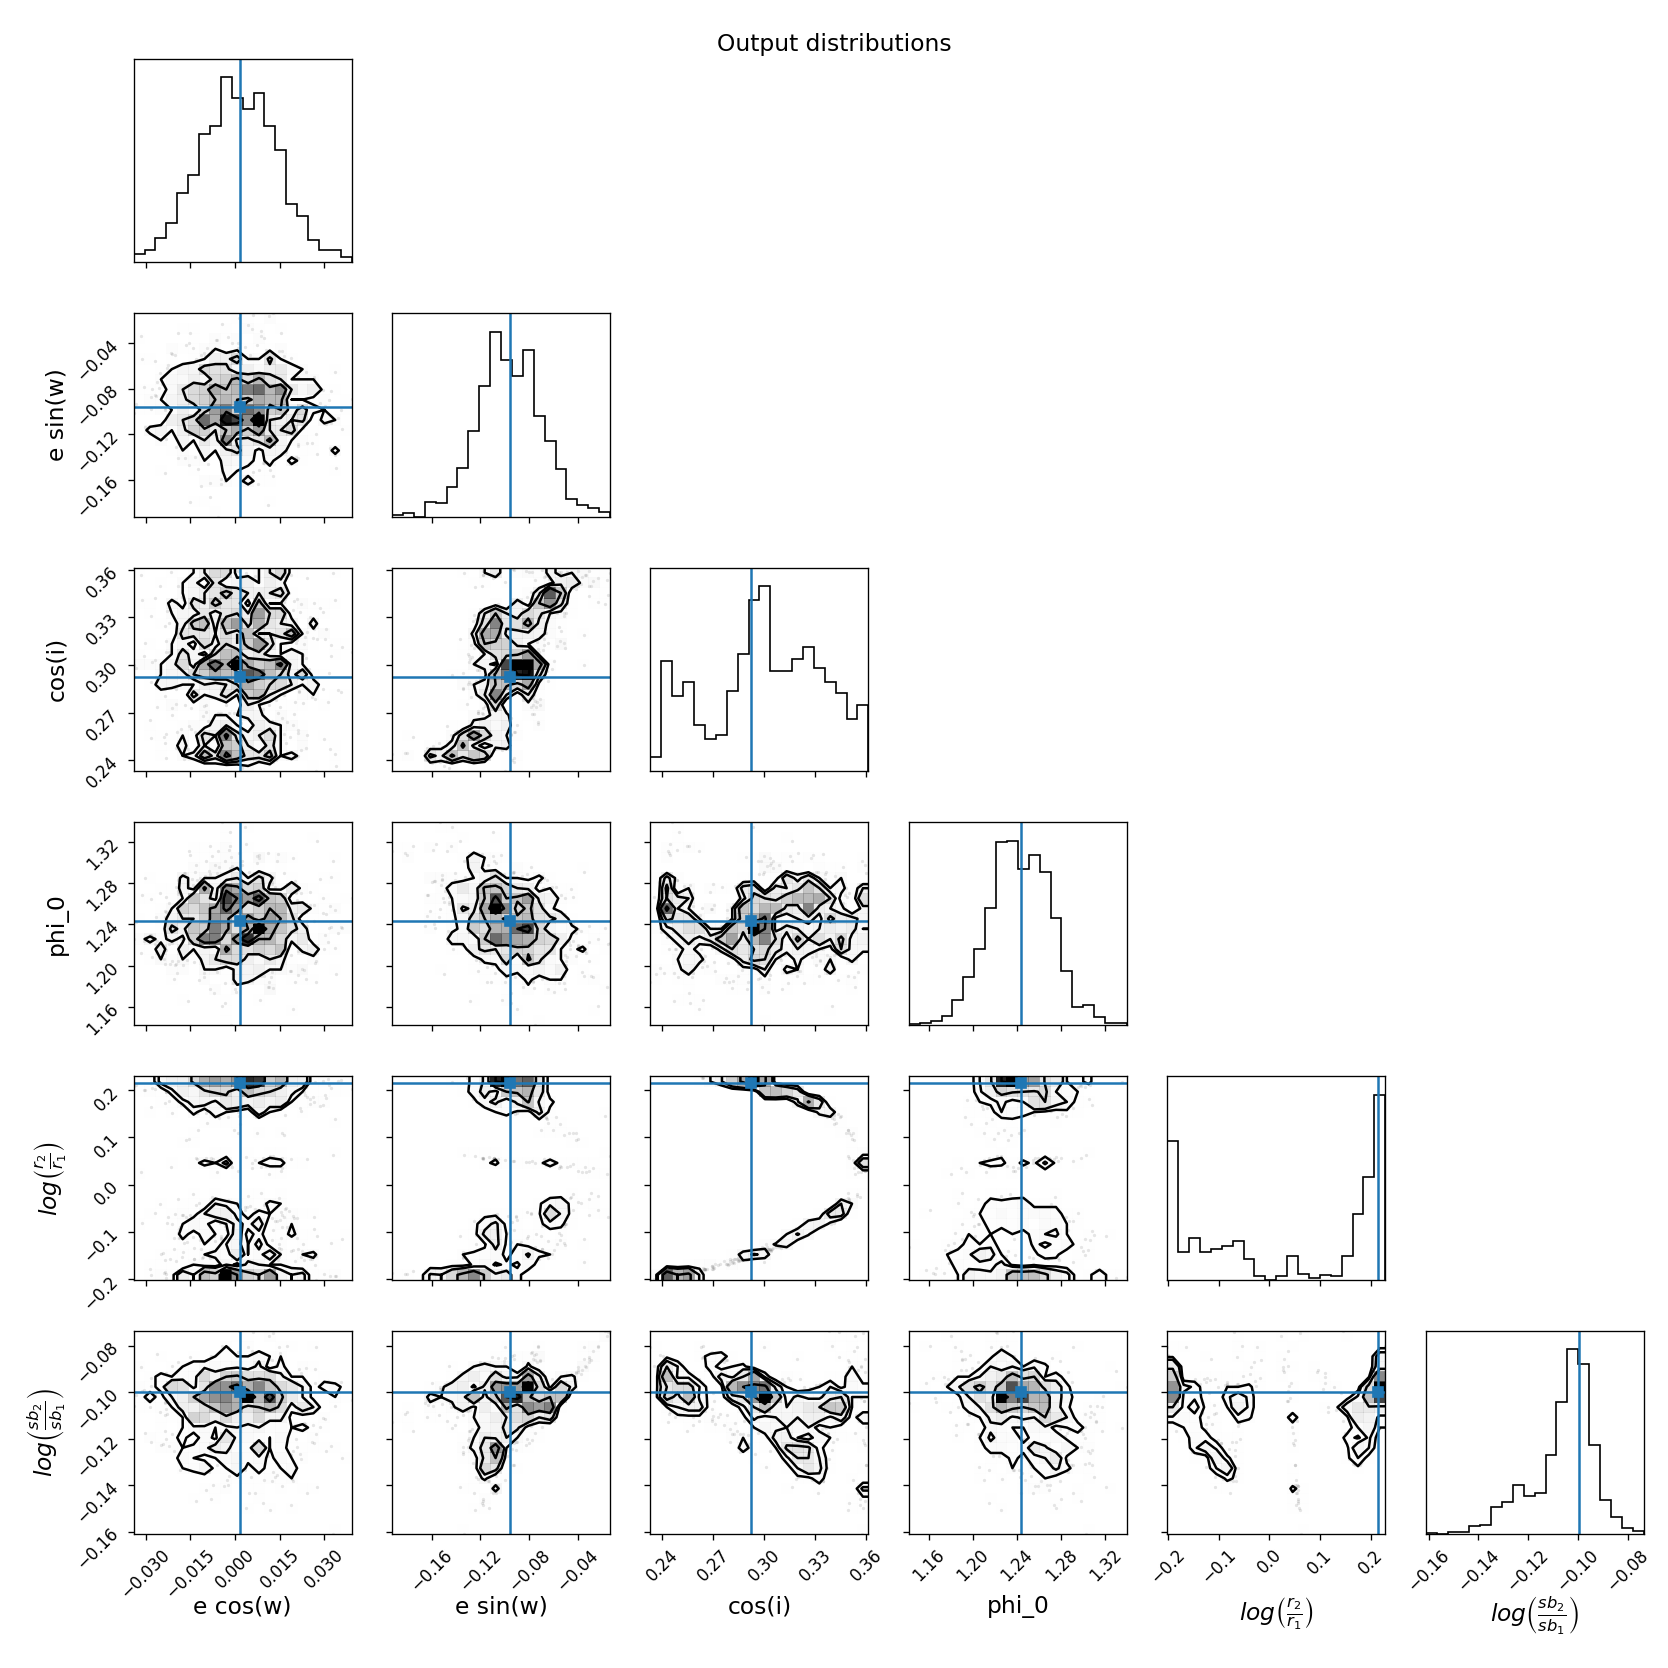 Output distributions
e sin(w)
−0.04
−0.08
−0.12
−0.16
cos(i)
0.36
0.33
0.30
0.27
0.24
phi_0
1.32
1.28
1.24
1.20
1.16
log(r₂/r₁)
0.2
0.1
0.0
−0.1
−0.2
log(sb₂/sb₁)
−0.08
−0.10
−0.12
−0.14
−0.16
−0.030 −0.015 0.000 0.015 0.030
−0.16 −0.12 −0.08 −0.04
0.24 0.27 0.30 0.33 0.36
1.16 1.20 1.24 1.28 1.32
−0.2 −0.1 0.0 0.1 0.2
−0.16 −0.14 −0.12 −0.10 −0.08
e cos(w)
e sin(w)
cos(i)
phi_0
log(r₂/r₁)
log(sb₂/sb₁)